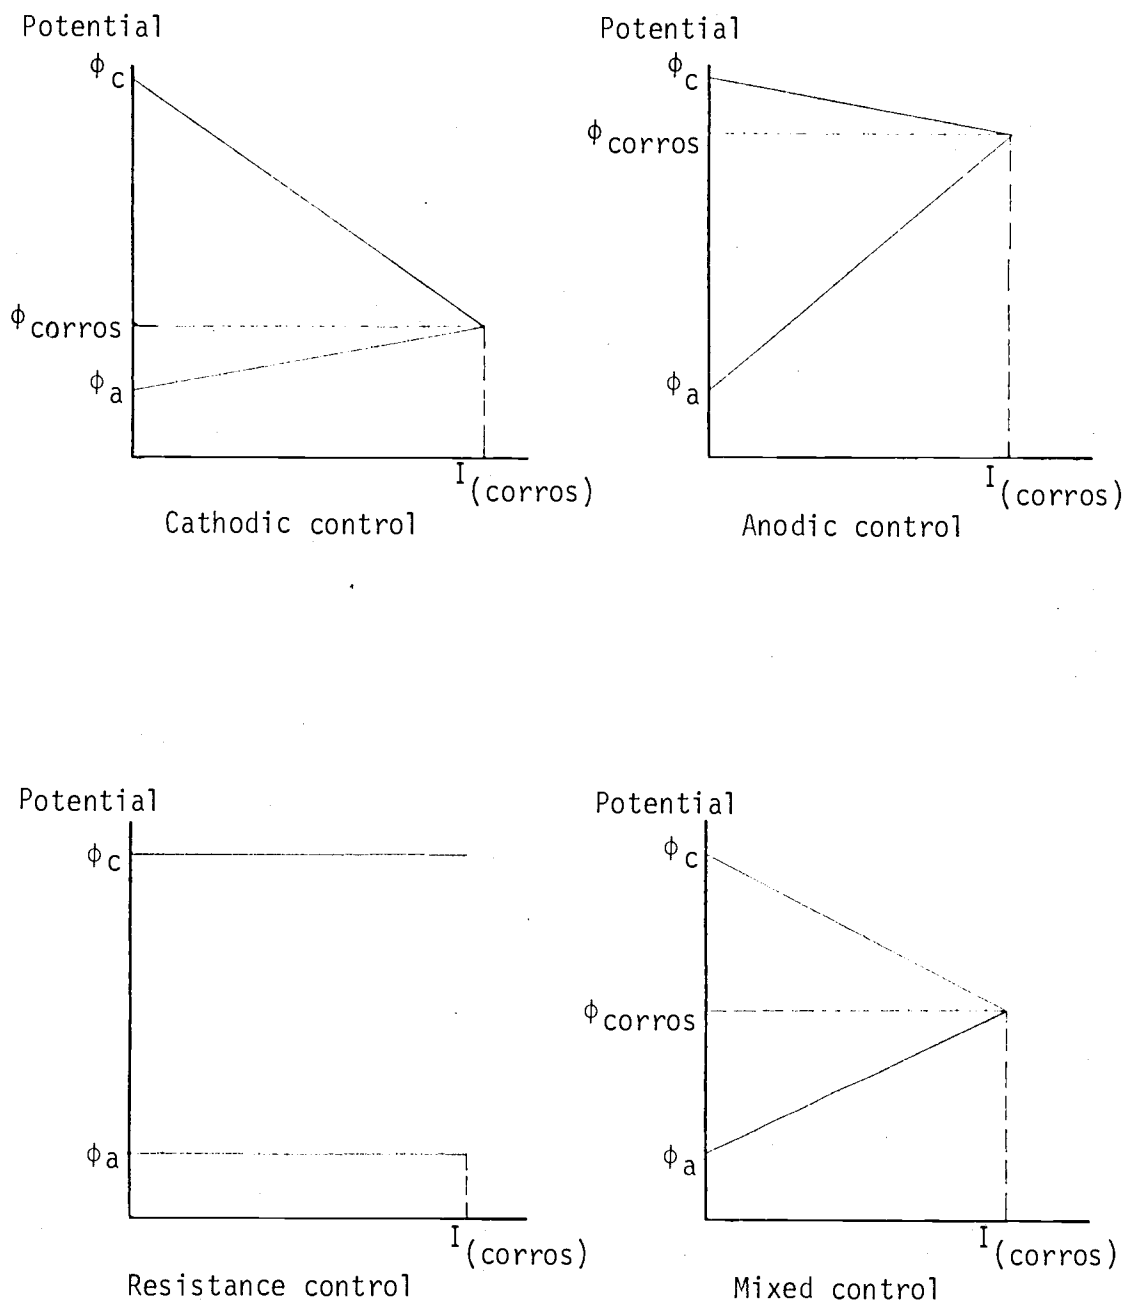 Potential
ϕc
ϕcorros
ϕa
I(corros)
Cathodic control
Potential
ϕc
ϕcorros
ϕa
I(corros)
Anodic control
Potential
ϕc
ϕa
I(corros)
Resistance control
Potential
ϕc
ϕcorros
ϕa
I(corros)
Mixed control